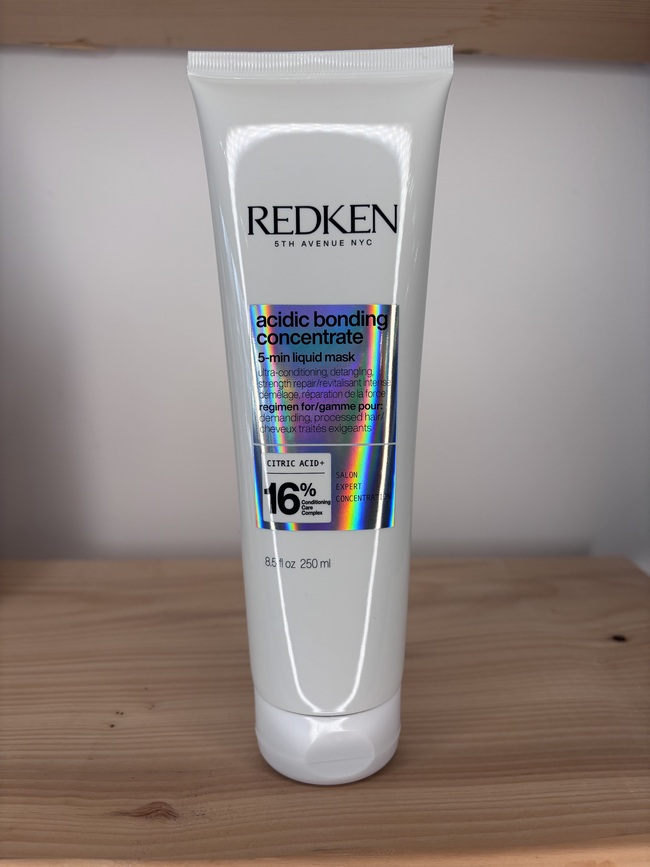 REDKEN
5TH AVENUE NYC
acidic bonding
concentrate
5-min liquid mask
ultra-conditioning, detangling,
strength repair/revitalisant intense
démêlage, réparation de la force
regimen for/gamme pour:
demanding, processed hair/
cheveux traités exigeants
CITRIC ACID+
16%
Conditioning
Care
Complex
SALON
EXPERT
CONCENTRATION
8.5 fl oz 250 ml